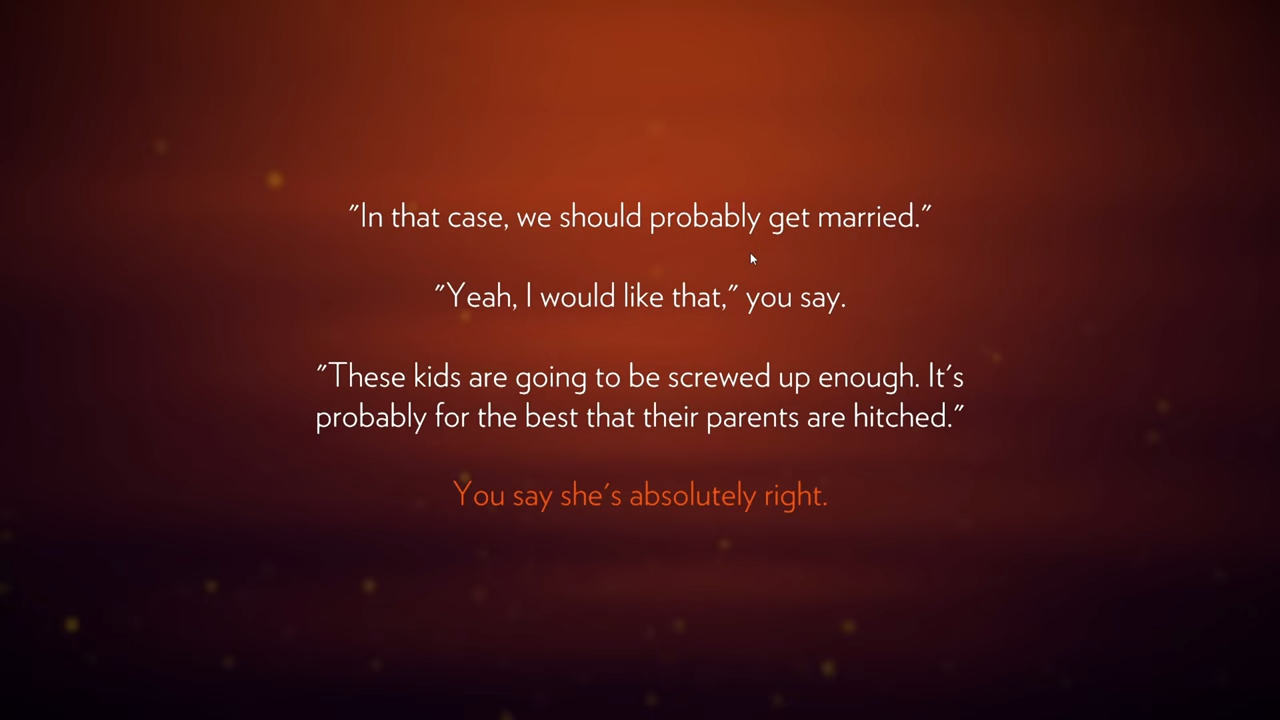 "In that case, we should probably get married."
"Yeah, I would like that," you say.
"These kids are going to be screwed up enough. It's
probably for the best that their parents are hitched."
You say she's absolutely right.